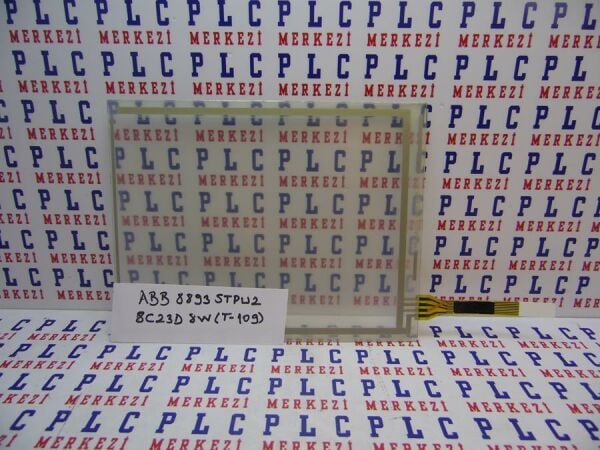 PLC
MERKEZİ
ABB 8893 STPW2
8C23D 8W(T-109)